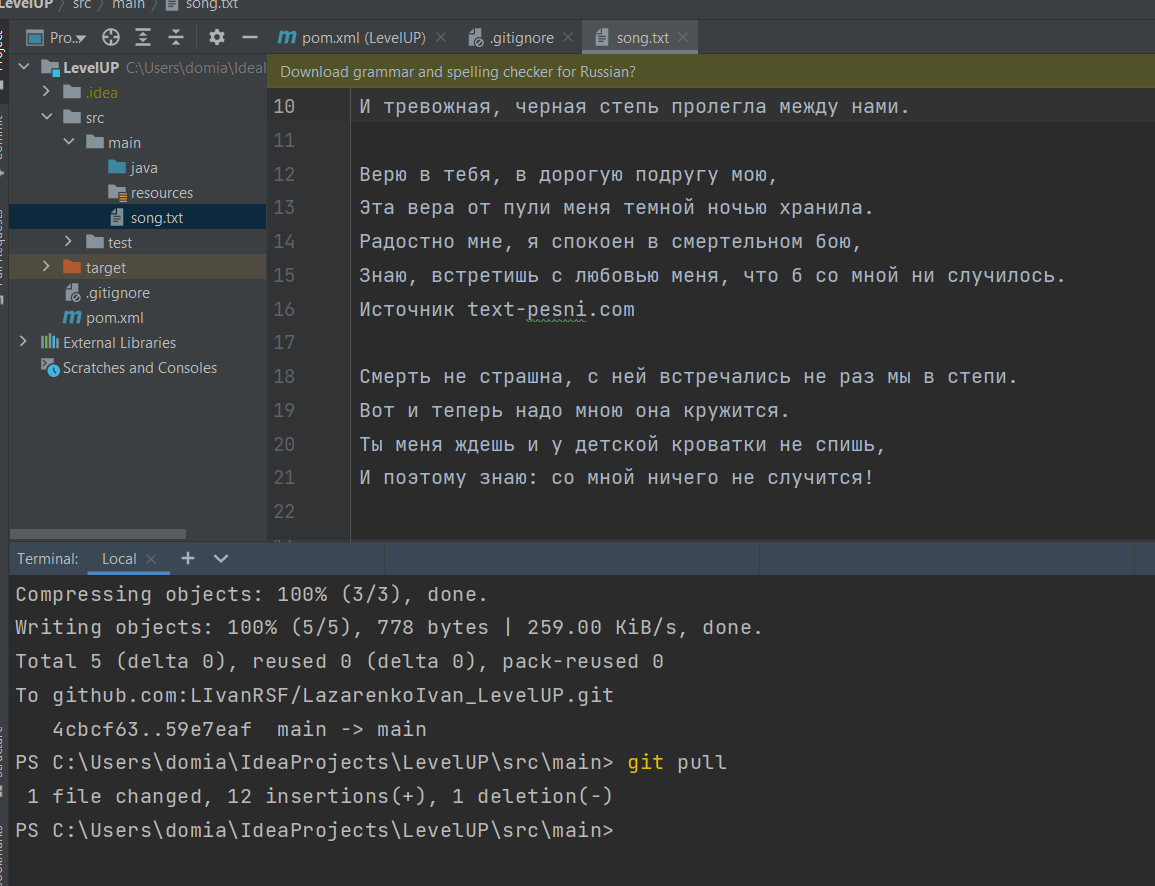 LevelUP src main song.txt
Pro.. pom.xml (LevelUP) .gitignore song.txt
LevelUP C:\Users\domia\Ideal
Download grammar and spelling checker for Russian?
.idea
src
main
java
resources
song.txt
test
target
.gitignore
pom.xml
External Libraries
Scratches and Consoles
10 И тревожная, черная степь пролегла между нами.
11
12 Верю в тебя, в дорогую подругу мою,
13 Эта вера от пули меня темной ночью хранила.
14 Радостно мне, я спокоен в смертельном бою,
15 Знаю, встретишь с любовью меня, что б со мной ни случилось.
16 Источник text-pesni.com
17
18 Смерть не страшна, с ней встречались не раз мы в степи.
19 Вот и теперь надо мною она кружится.
20 Ты меня ждешь и у детской кроватки не спишь,
21 И поэтому знаю: со мной ничего не случится!
22
Terminal: Local
Compressing objects: 100% (3/3), done.
Writing objects: 100% (5/5), 778 bytes | 259.00 KiB/s, done.
Total 5 (delta 0), reused 0 (delta 0), pack-reused 0
To github.com:LIvanRSF/LazarenkoIvan_LevelUP.git
4cbcf63..59e7eaf main -> main
PS C:\Users\domia\IdeaProjects\LevelUP\src\main> git pull
1 file changed, 12 insertions(+), 1 deletion(-)
PS C:\Users\domia\IdeaProjects\LevelUP\src\main>